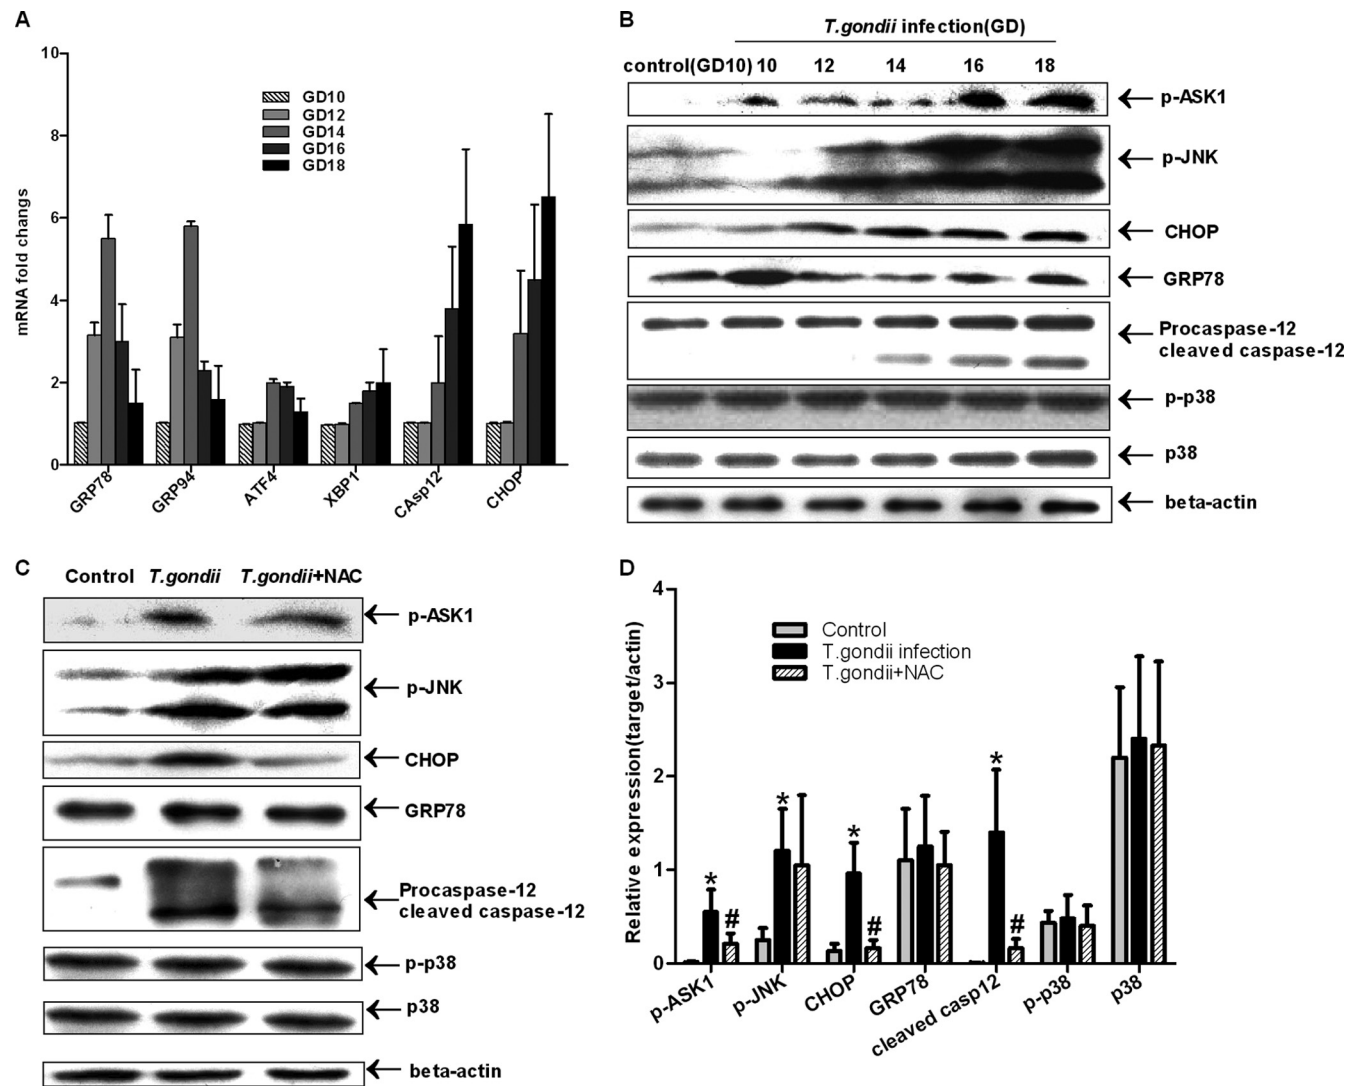 A
10
8
6
4
2
0
mRNA fold changs
GD10
GD12
GD14
GD16
GD18
GRP78
GRP94
ATF4
XBP1
CAsp12
CHOP
B
T.gondii infection(GD)
control(GD10) 10 12 14 16 18
p-ASK1
p-JNK
CHOP
GRP78
Procaspase-12
cleaved caspase-12
p-p38
p38
beta-actin
C
Control T.gondii T.gondii+NAC
p-ASK1
p-JNK
CHOP
GRP78
Procaspase-12
cleaved caspase-12
p-p38
p38
beta-actin
D
4
3
2
1
0
Relative expression(target/actin)
Control
T.gondii infection
T.gondii+NAC
*
#
*
*
#
*
#
p-ASK1
p-JNK
CHOP
GRP78
cleaved casp12
p-p38
p38